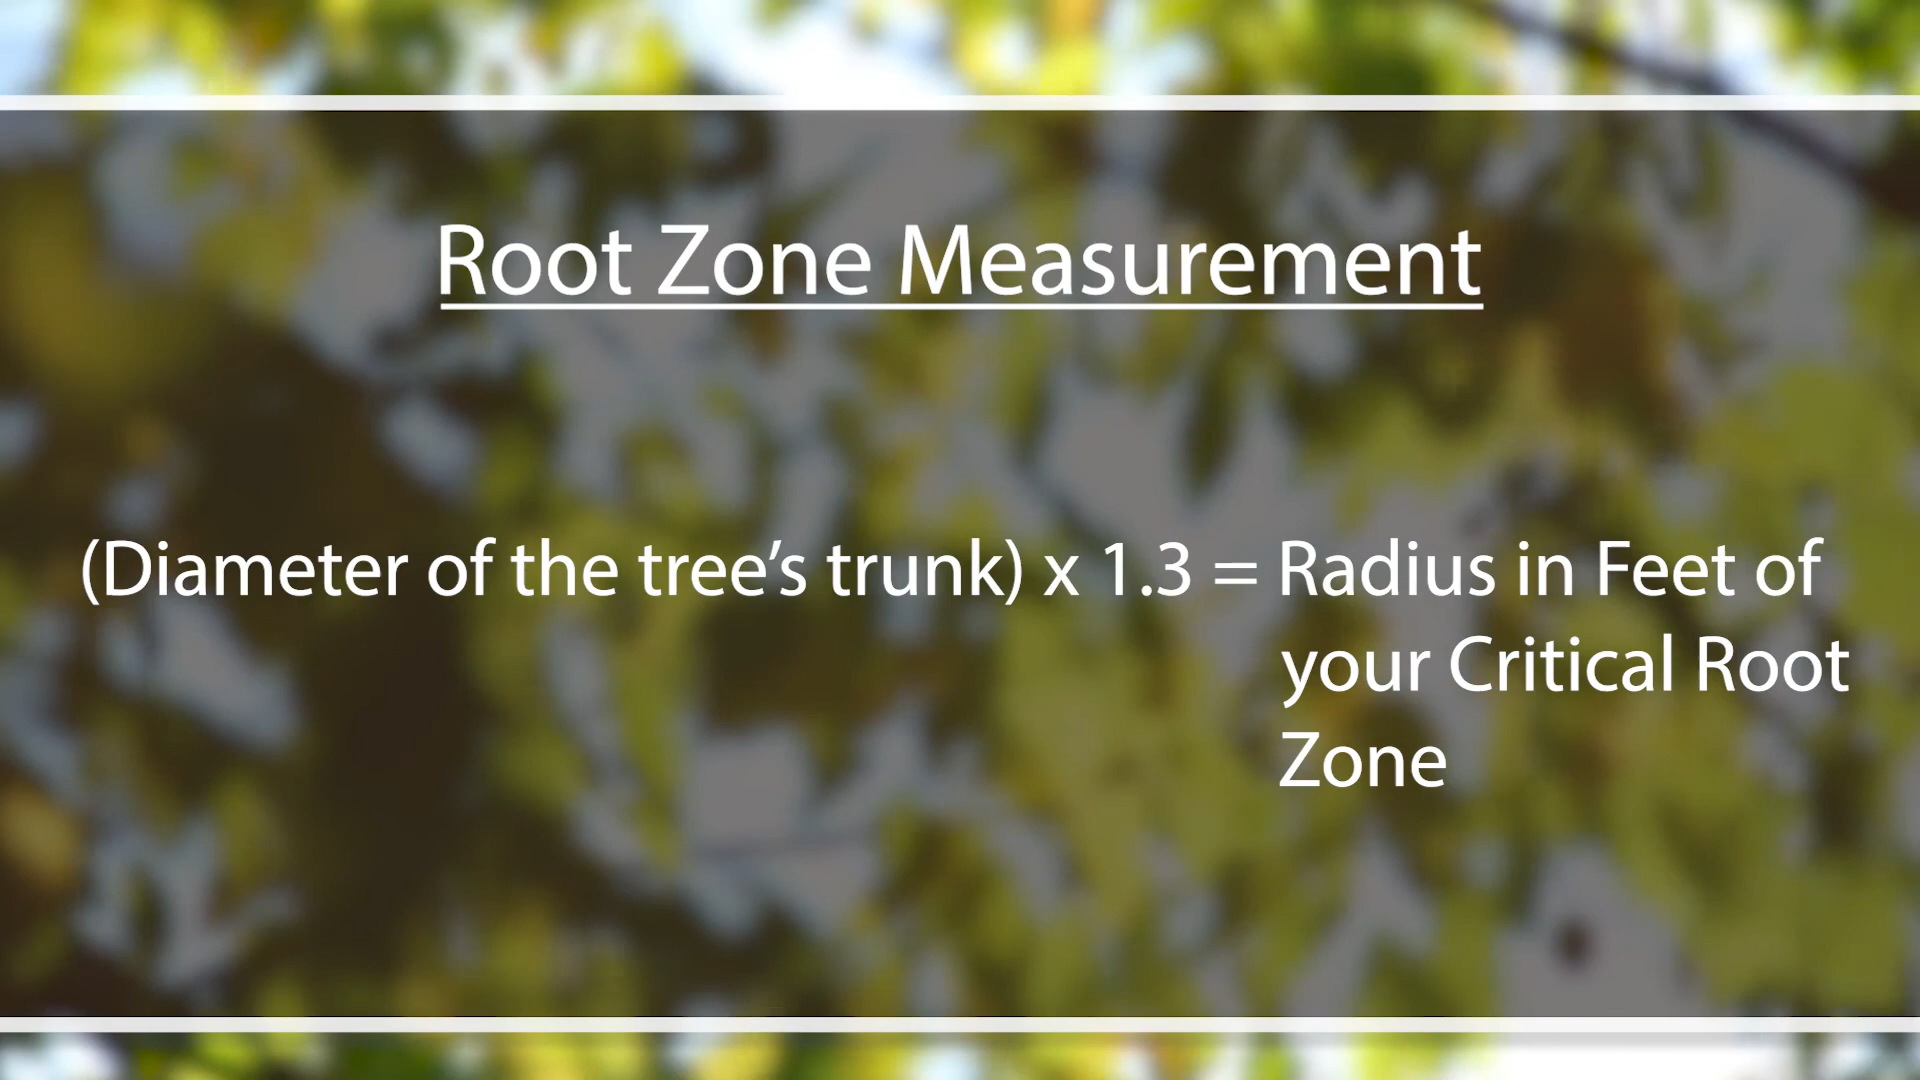 Root Zone Measurement
(Diameter of the tree’s trunk) x 1.3 = Radius in Feet of
your Critical Root
Zone